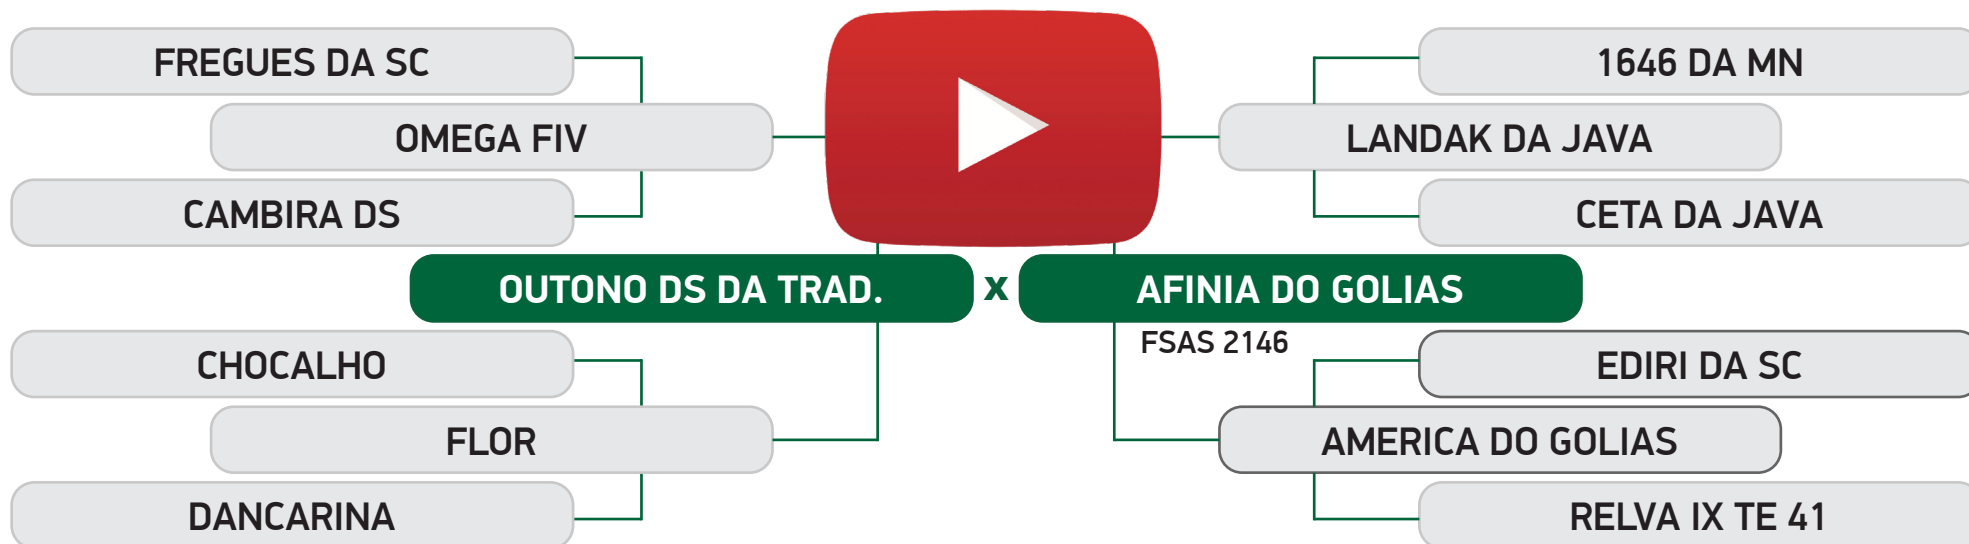 FREGUES DA SC
1646 DA MN
OMEGA FIV
LANDAK DA JAVA
CAMBIRA DS
CETA DA JAVA
OUTONO DS DA TRAD. x AFINIA DO GOLIAS
FSAS 2146
CHOCALHO
EDIRI DA SC
FLOR
AMERICA DO GOLIAS
DANCARINA
RELVA IX TE 41